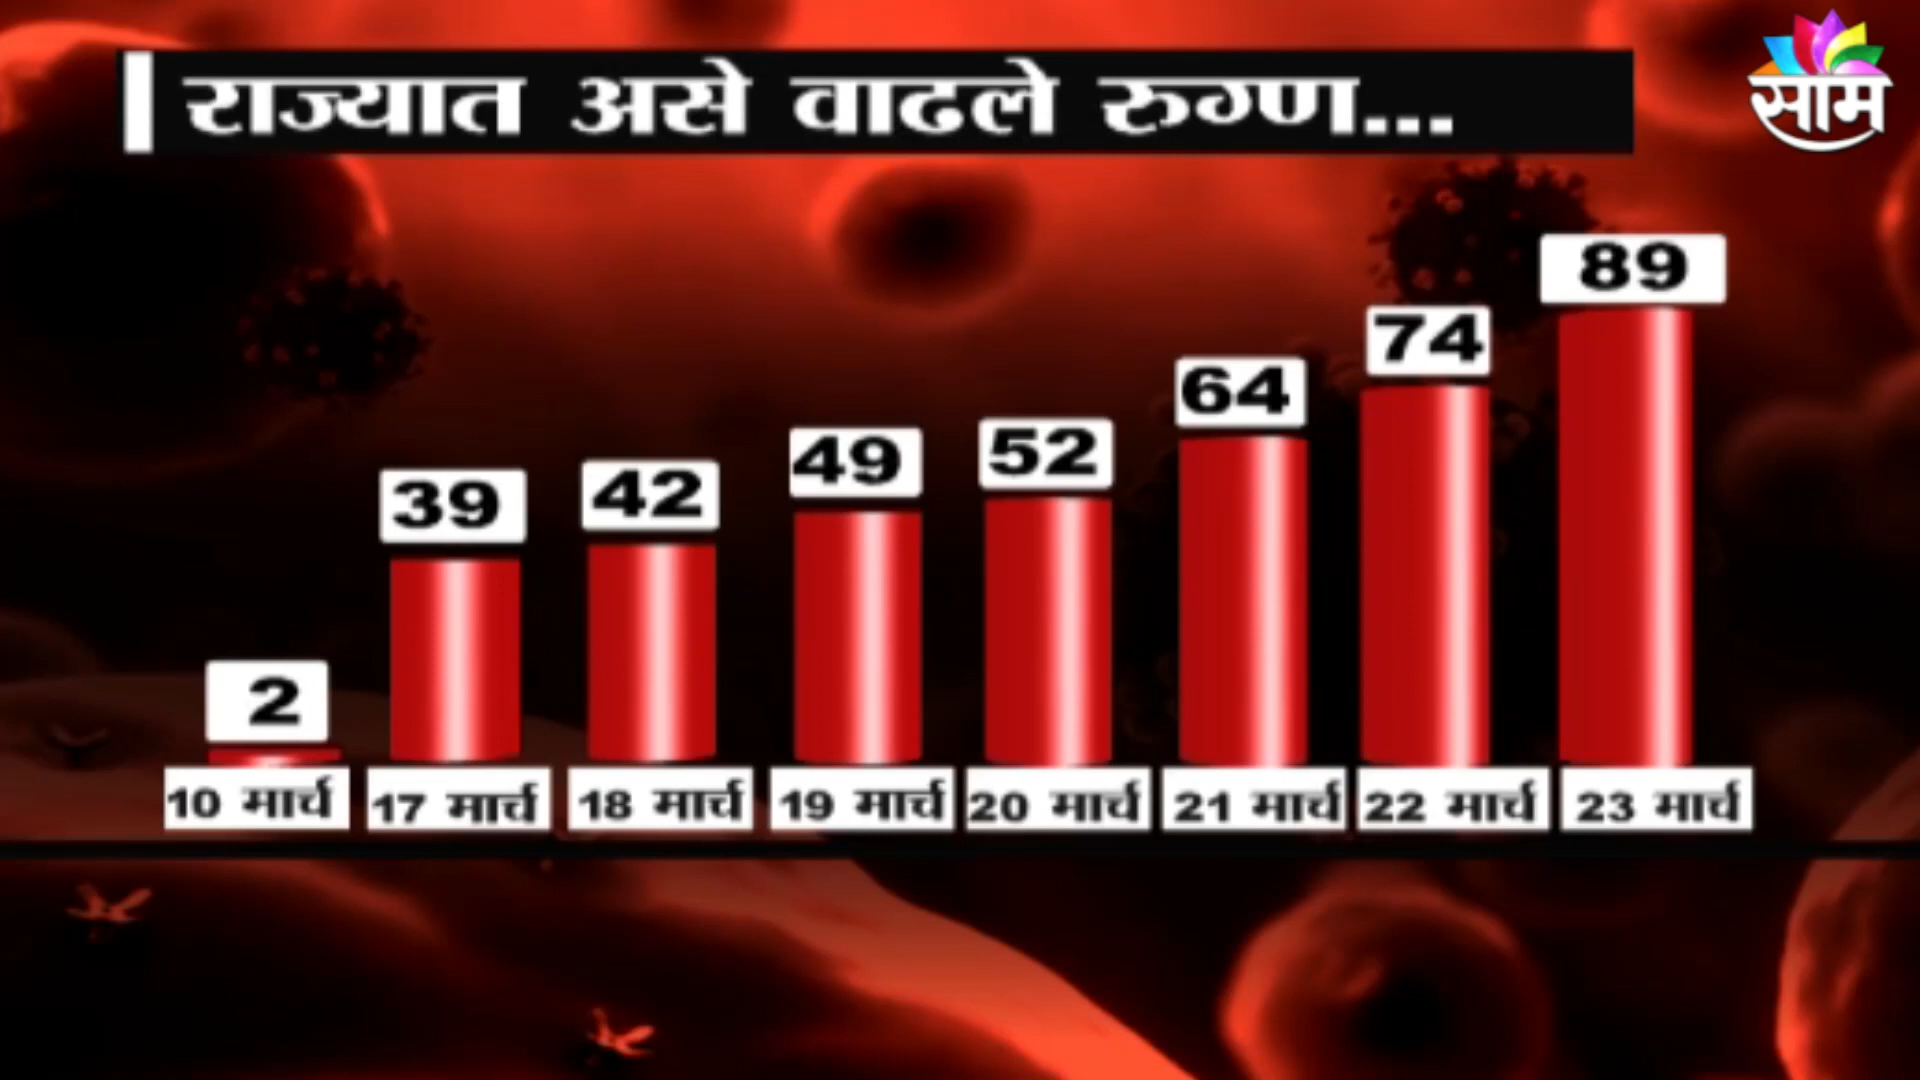 राज्यात असे वाढले रुग्ण...
साम
89
74
64
52
49
42
39
2
10 मार्च 17 मार्च 18 मार्च 19 मार्च 20 मार्च 21 मार्च 22 मार्च 23 मार्च